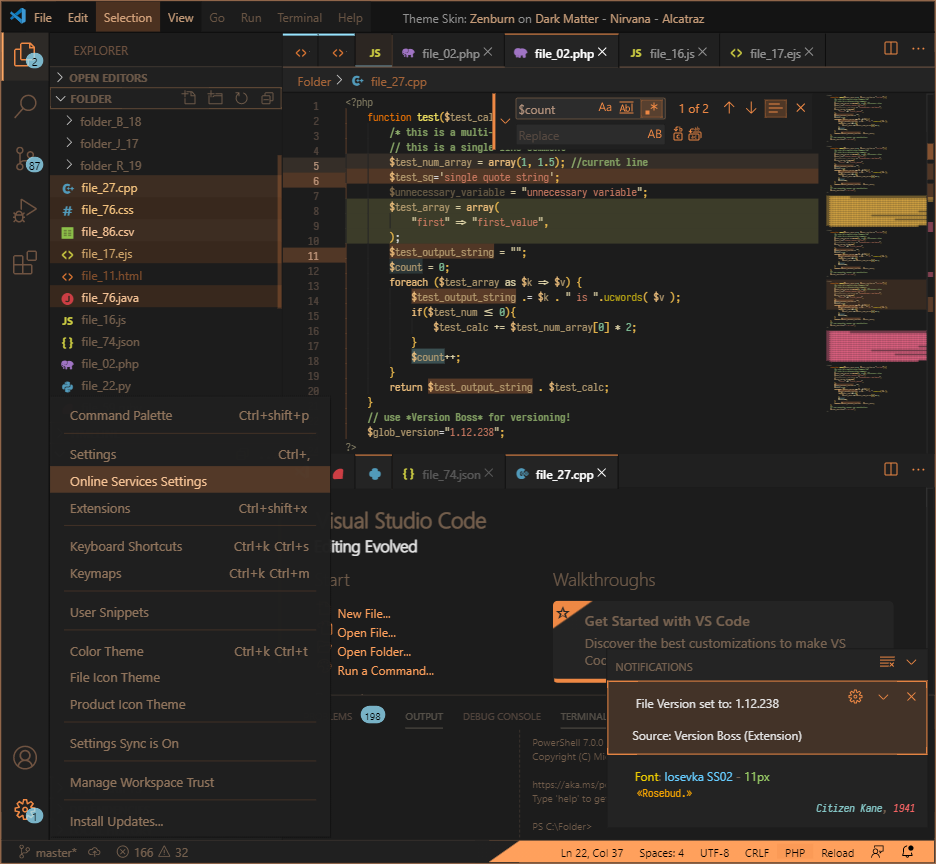 File Edit Selection View Go Run Terminal Help Theme Skin: Zenburn on Dark Matter - Nirvana - Alcatraz
2
EXPLORER
JS file_02.php file_02.php JS file_16.js file_17.ejs
OPEN EDITORS
FOLDER
Folder > file_27.cpp
folder_B_18
folder_J_17
folder_R_19
87
file_27.cpp
file_76.css
file_86.csv
file_17.ejs
file_11.html
file_76.java
JS file_16.js
file_74.json
file_02.php
file_22.py
$count Aa Abl .* 1 of 2
Replace AB
1 <?php
2 function test($test_cal
3 /* this is a multi-
4 // this is a single line comment
5 $test_num_array = array(1, 1.5); //current line
6 $test_sq='single quote string';
7 $unnecessary_variable = "unnecessary variable";
8 $test_array = array(
9 "first" => "first_value",
10 );
11 $test_output_string = "";
12 $count = 0;
13 foreach ($test_array as $k => $v) {
14 $test_output_string .= $k . " is ".ucwords( $v );
15 if($test_num ≤ 0){
16 $test_calc += $test_num_array[0] * 2;
17 }
18 $count++;
19 }
20 return $test_output_string . $test_calc;
}
// use *Version Boss* for versioning!
$glob_version="1.12.238";
?>
Command Palette Ctrl+shift+p
Settings Ctrl+,
Online Services Settings
Extensions Ctrl+shift+x
Keyboard Shortcuts Ctrl+k Ctrl+s
Keymaps Ctrl+k Ctrl+m
User Snippets
Color Theme Ctrl+k Ctrl+t
File Icon Theme
Product Icon Theme
Settings Sync is On
Manage Workspace Trust
Install Updates...
1
file_74.json file_27.cpp
isual Studio Code
iting Evolved
art
New File...
Open File...
Open Folder...
Run a Command...
Walkthroughs
Get Started with VS Code
Discover the best customizations to make VS
Coc
NOTIFICATIONS
File Version set to: 1.12.238
Source: Version Boss (Extension)
Font: Iosevka SS02 - 11px
«Rosebud.»
Citizen Kane, 1941
LEMS 198 OUTPUT DEBUG CONSOLE TERMINAL
PowerShell 7.0.0
Copyright (C) Mi
https://aka.ms/p
Type 'help' to ge
PS C:\Folder>
master* 166 32 Ln 22, Col 37 Spaces: 4 UTF-8 CRLF PHP Reload